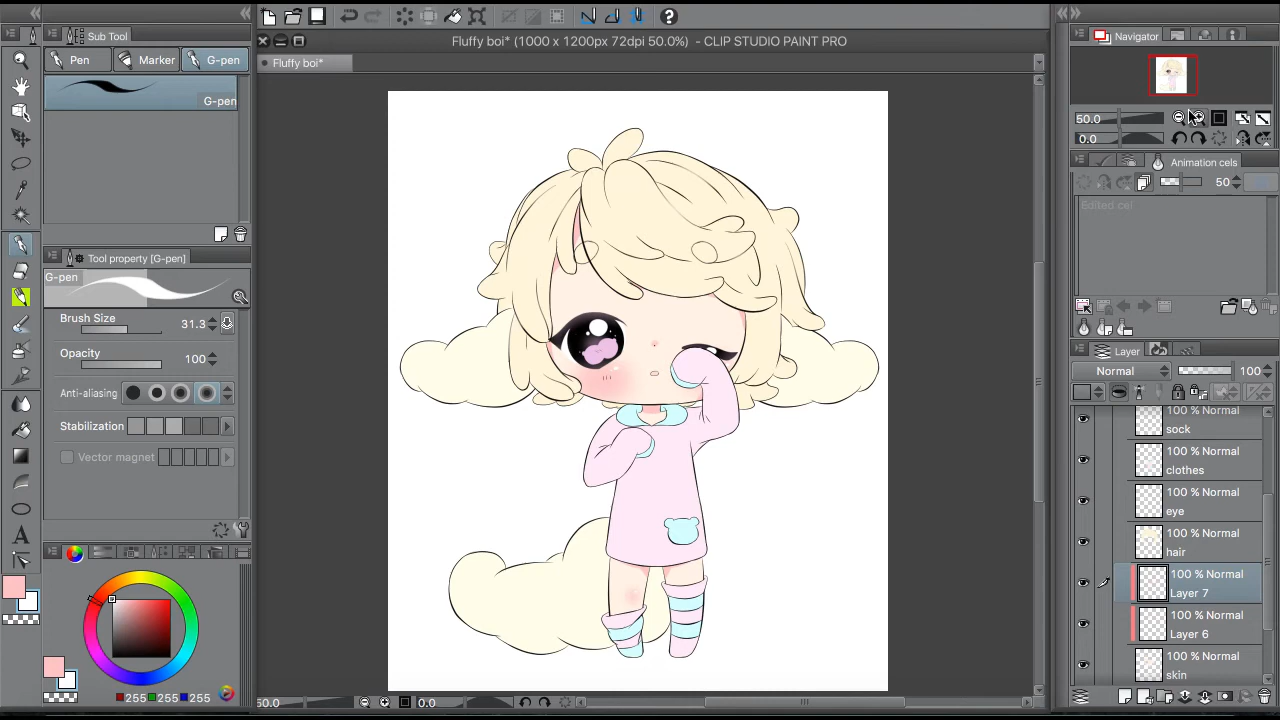 Fluffy boi* (1000 x 1200px 72dpi 50.0%) - CLIP STUDIO PAINT PRO
Fluffy boi*
Sub Tool
Pen
Marker
G-pen
G-pen
Tool property [G-pen]
G-pen
Brush Size
31.3
Opacity
100
Anti-aliasing
Stabilization
Vector magnet
255
255
255
50.0
0.0
Navigator
50.0
0.0
Animation cels
50
Edited cel
Layer
Normal
100
100 % Normal
sock
100 % Normal
clothes
100 % Normal
eye
100 % Normal
hair
100 % Normal
Layer 7
100 % Normal
Layer 6
100 % Normal
skin